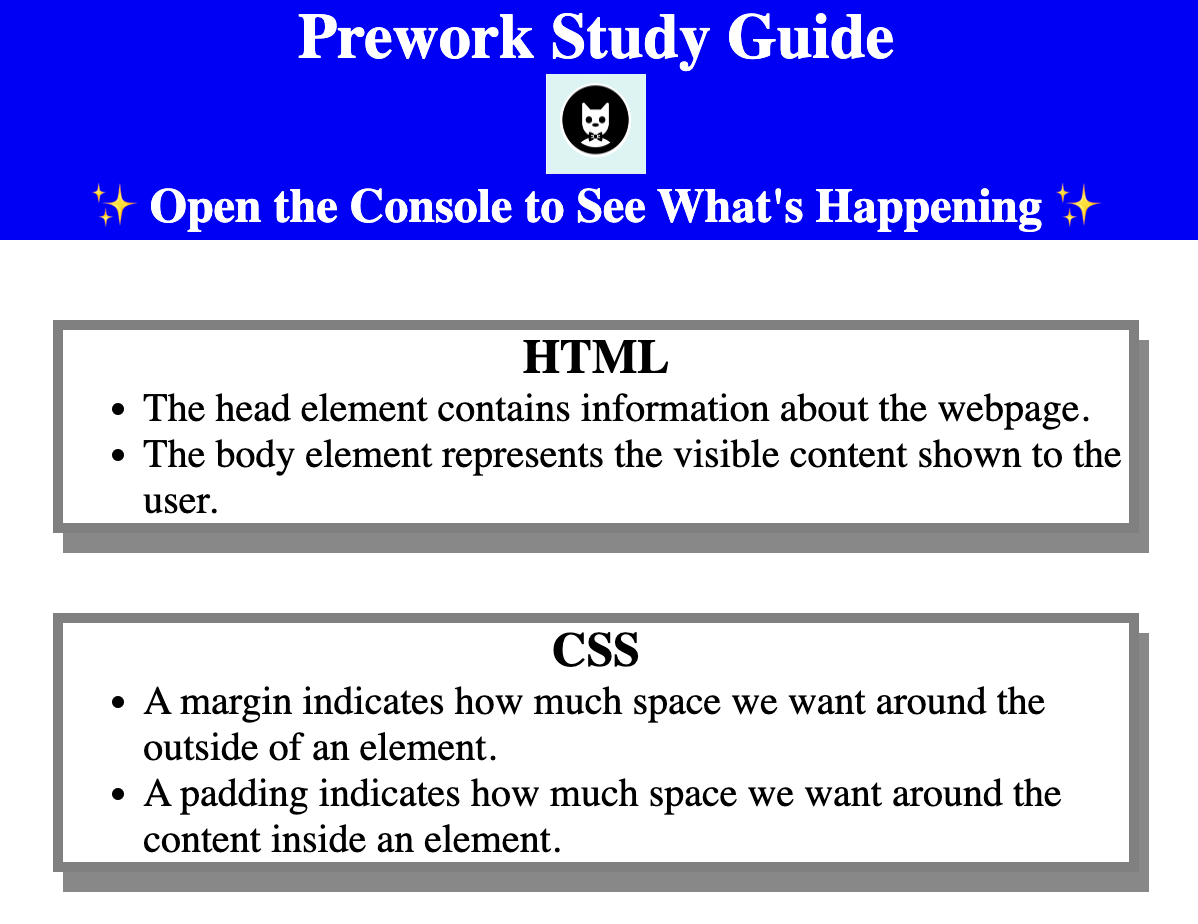 Prework Study Guide
✨ Open the Console to See What's Happening ✨
HTML
• The head element contains information about the webpage.
• The body element represents the visible content shown to the
user.
CSS
• A margin indicates how much space we want around the
outside of an element.
• A padding indicates how much space we want around the
content inside an element.